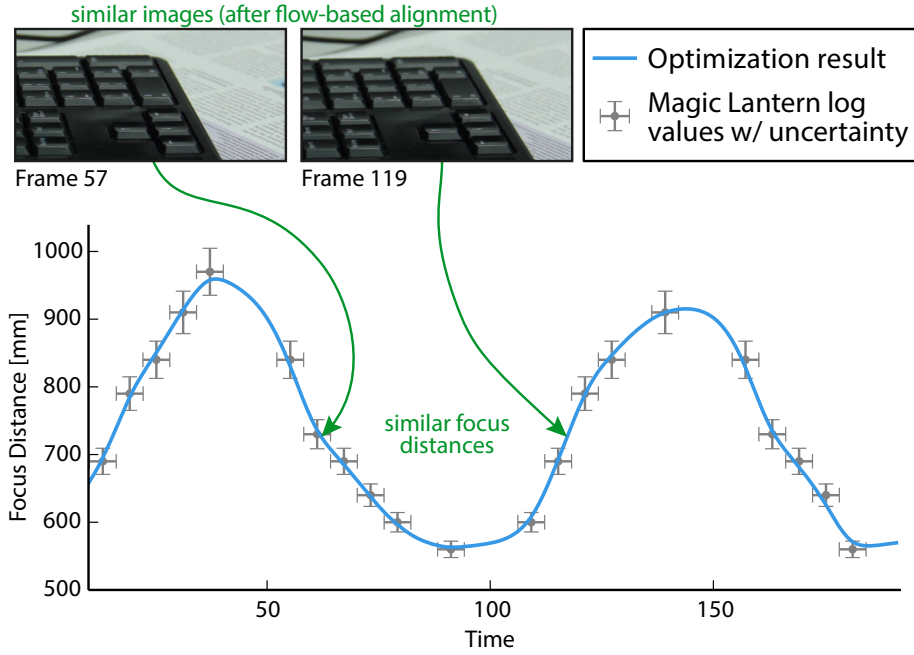 similar images (after flow-based alignment)
Frame 57
Frame 119
Optimization result
Magic Lantern log
values w/ uncertainty
similar focus
distances
Focus Distance [mm]
1000
900
800
700
600
500
50
100
150
Time